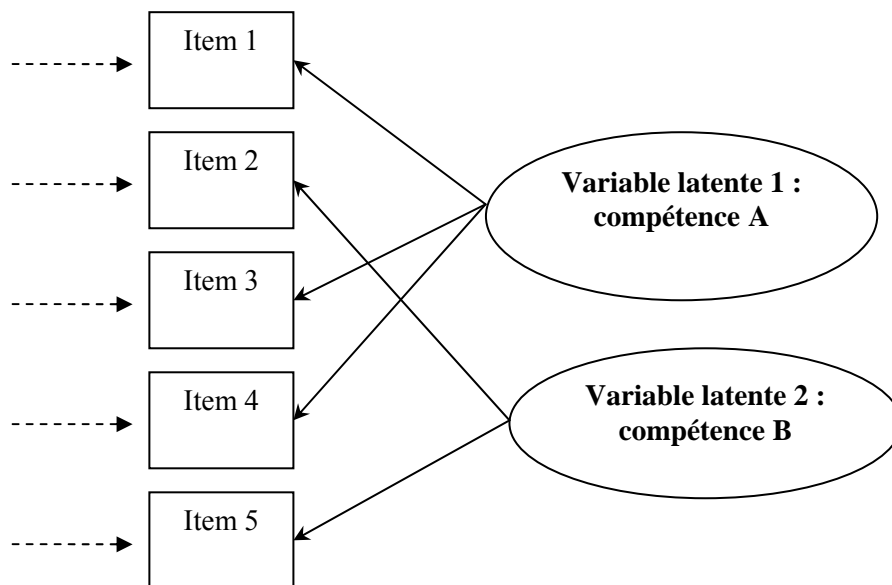 Item 1
Item 2
Item 3
Item 4
Item 5
Variable latente 1 :
compétence A
Variable latente 2 :
compétence B